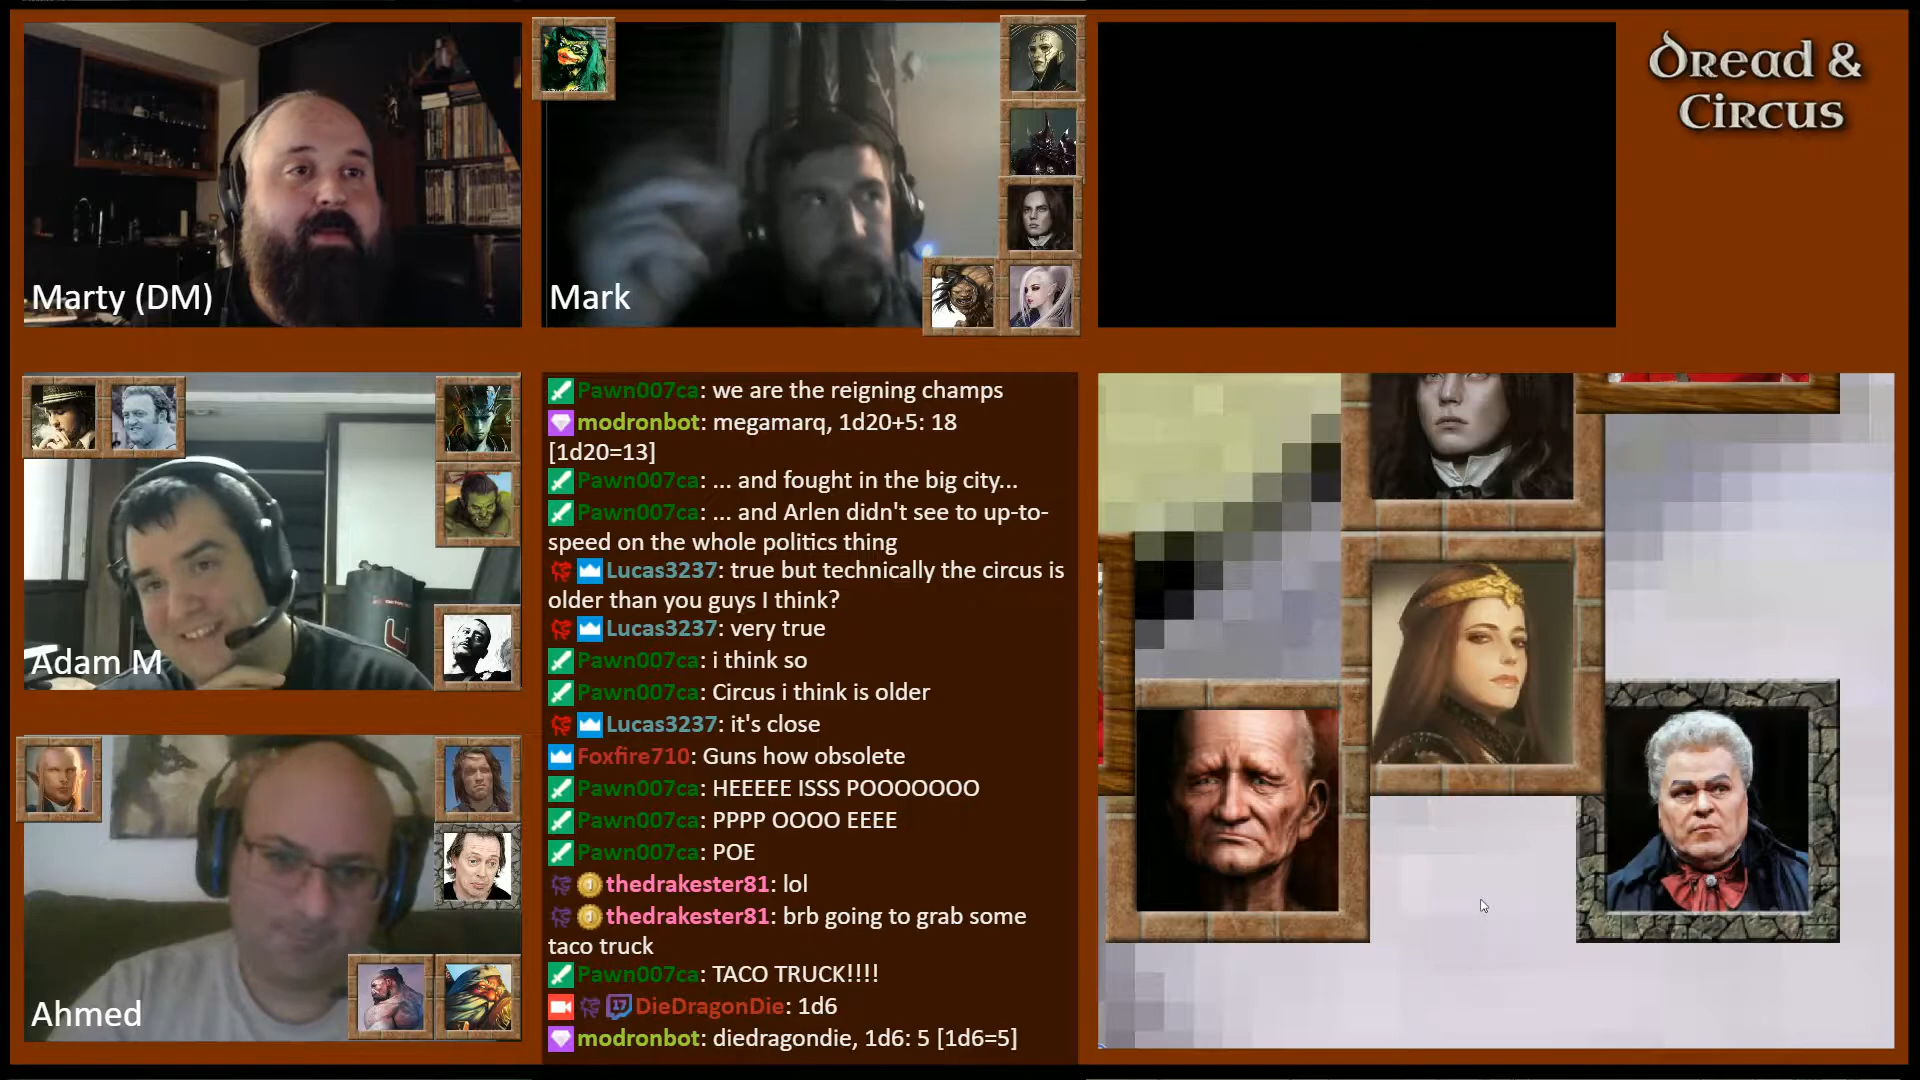 Dread &
Circus
Marty (DM)
Mark
Adam M
Ahmed
Pawn007ca: we are the reigning champs
modronbot: megamarq, 1d20+5: 18
[1d20=13]
Pawn007ca: ... and fought in the big city...
Pawn007ca: ... and Arlen didn't see to up-to-
speed on the whole politics thing
Lucas3237: true but technically the circus is
older than you guys I think?
Lucas3237: very true
Pawn007ca: i think so
Pawn007ca: Circus i think is older
Lucas3237: it's close
Foxfire710: Guns how obsolete
Pawn007ca: HEEEEE ISSS POOOOOOO
Pawn007ca: PPPP OOOO EEEE
Pawn007ca: POE
thedrakester81: lol
thedrakester81: brb going to grab some
taco truck
Pawn007ca: TACO TRUCK!!!!
17 DieDragonDie: 1d6
modronbot: diedragondie, 1d6: 5 [1d6=5]